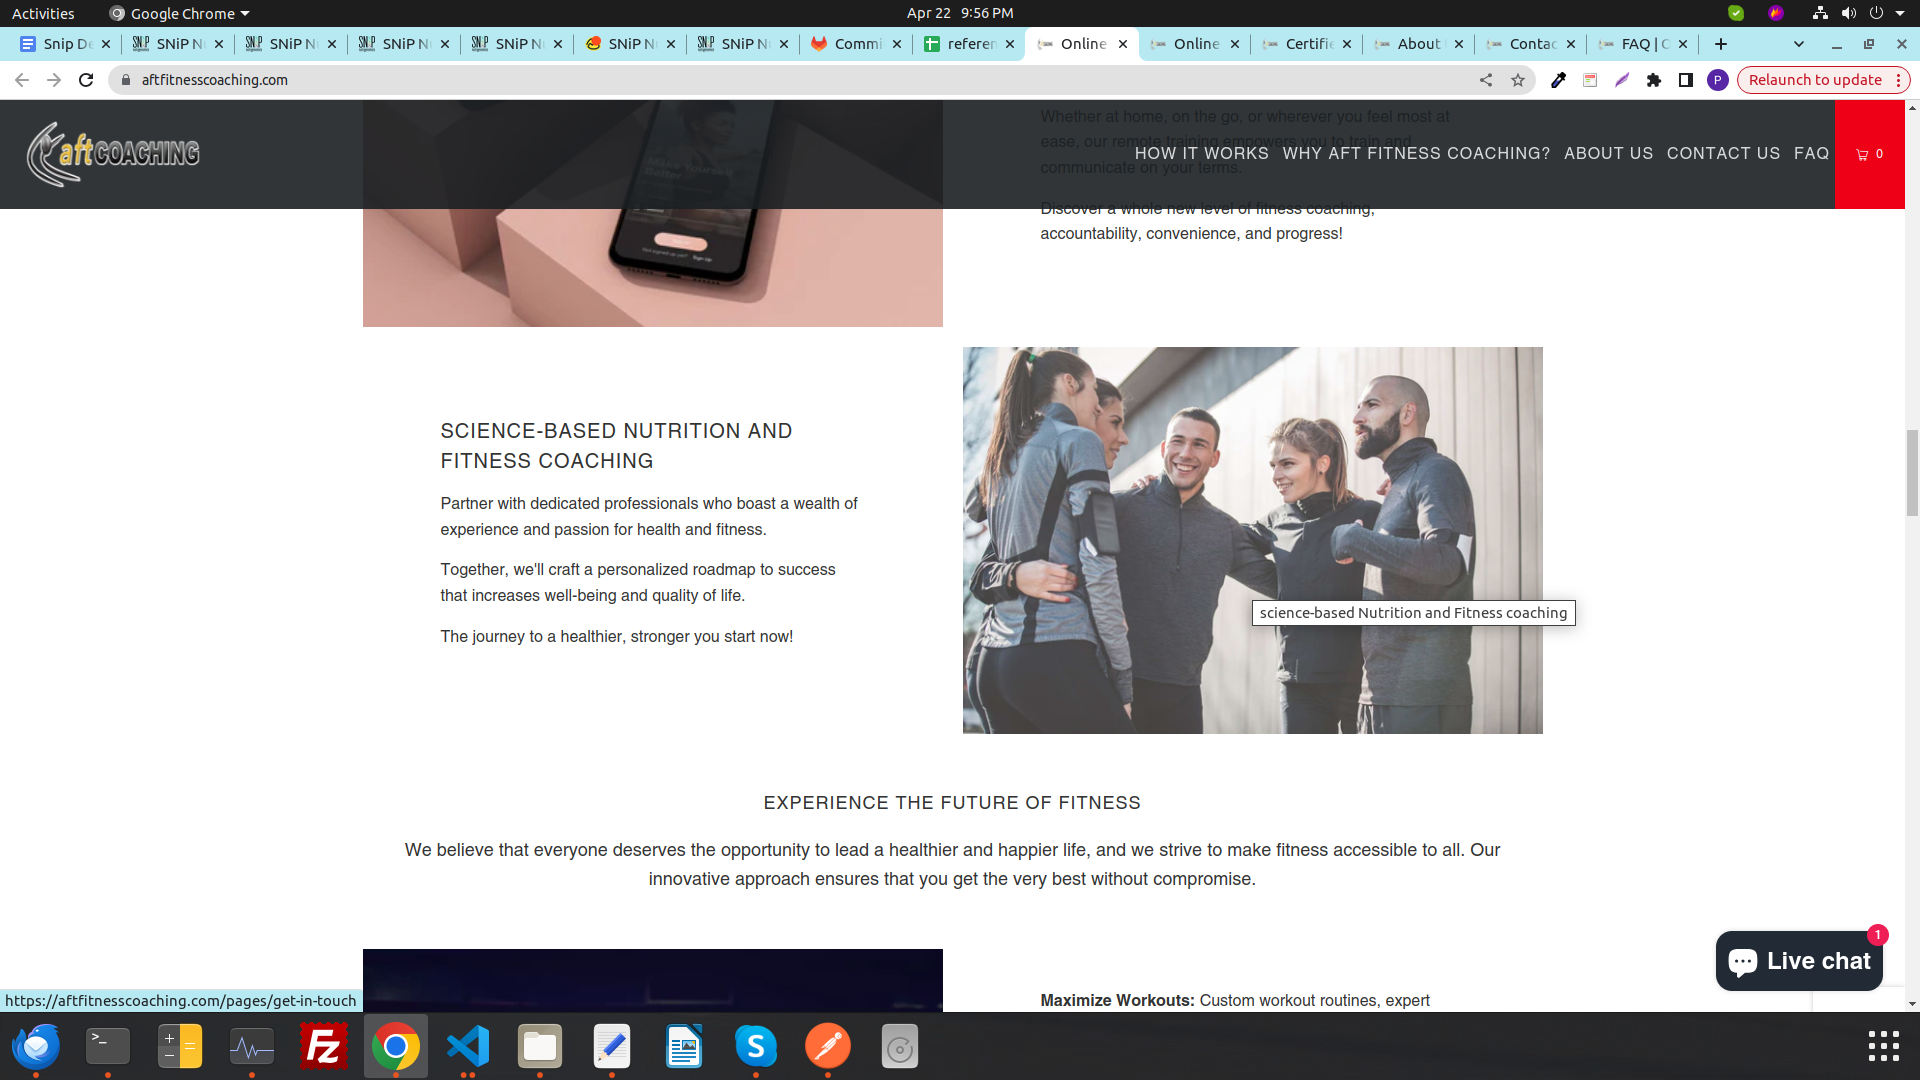 Activities
Google Chrome
Apr 22 9:56 PM
Snip De
SNiP N
SNiP N
SNiP N
SNiP N
SNiP N
SNiP N
Commi
referen
Online
Online
Certifie
About
Contac
FAQ | C
aftfitnesscoaching.com
P
Relaunch to update
aftCOACHING
HOW IT WORKS
WHY AFT FITNESS COACHING?
ABOUT US
CONTACT US
FAQ
0
Whether at home, on the go, or wherever you feel most at
ease, our remote training empowers you to train and
communicate on your terms.
Discover a whole new level of fitness coaching,
accountability, convenience, and progress!
Make Yourself
Better
Sign Up
SCIENCE-BASED NUTRITION AND
FITNESS COACHING
Partner with dedicated professionals who boast a wealth of
experience and passion for health and fitness.
Together, we'll craft a personalized roadmap to success
that increases well-being and quality of life.
The journey to a healthier, stronger you start now!
science-based Nutrition and Fitness coaching
EXPERIENCE THE FUTURE OF FITNESS
We believe that everyone deserves the opportunity to lead a healthier and happier life, and we strive to make fitness accessible to all. Our
innovative approach ensures that you get the very best without compromise.
1
Live chat
https://aftfitnesscoaching.com/pages/get-in-touch
Maximize Workouts: Custom workout routines, expert